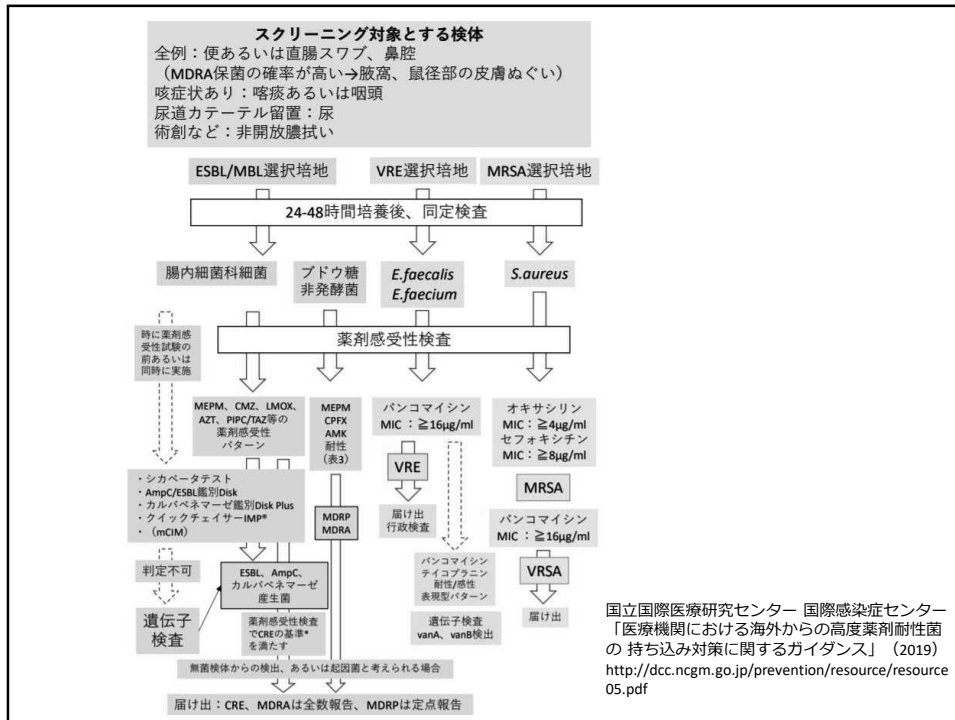 スクリーニング対象とする検体
全例：便あるいは直腸スワブ、鼻腔
（MDRA保菌の確率が高い→腋窩、鼠径部の皮膚ぬぐい）
咳症状あり：喀痰あるいは咽頭
尿道カテーテル留置：尿
術創など：非開放膿拭い
ESBL/MBL選択培地
VRE選択培地
MRSA選択培地
24-48時間培養後、同定検査
腸内細菌科細菌
ブドウ糖
非発酵菌
E.faecalis
E.faecium
S.aureus
時に薬剤感
受性試験の
前あるいは
同時に実施
薬剤感受性検査
MEPM、CMZ、LMOX、
AZT、PIPC/TAZ等の
薬剤感受性
パターン
MEPM
CPFX
AMK
耐性
（表3）
バンコマイシン
MIC：≧16μg/ml
オキサシリン
MIC：≧4μg/ml
セフォキシチン
MIC：≧8μg/ml
VRE
MRSA
・シカベータテスト
・AmpC/ESBL鑑別Disk
・カルバペネマーゼ鑑別Disk Plus
・クイックチェイサーIMP®
・（mCIM）
MDRP
MDRA
届け出
行政検査
バンコマイシン
MIC：≧16μg/ml
VRSA
判定不可
ESBL、AmpC、
カルバペネマーゼ
産生菌
バンコマイシン
テイコプラニン
耐性/感性
表現型パターン
届け出
遺伝子
検査
薬剤感受性検査
でCREの基準*
を満たす
遺伝子検査
vanA、vanB検出
無菌検体からの検出、あるいは起因菌と考えられる場合
届け出：CRE、MDRAは全数報告、MDRPは定点報告
国立国際医療研究センター 国際感染症センター
「医療機関における海外からの高度薬剤耐性菌
の 持ち込み対策に関するガイダンス」（2019）
http://dcc.ncgm.go.jp/prevention/resource/resource
05.pdf